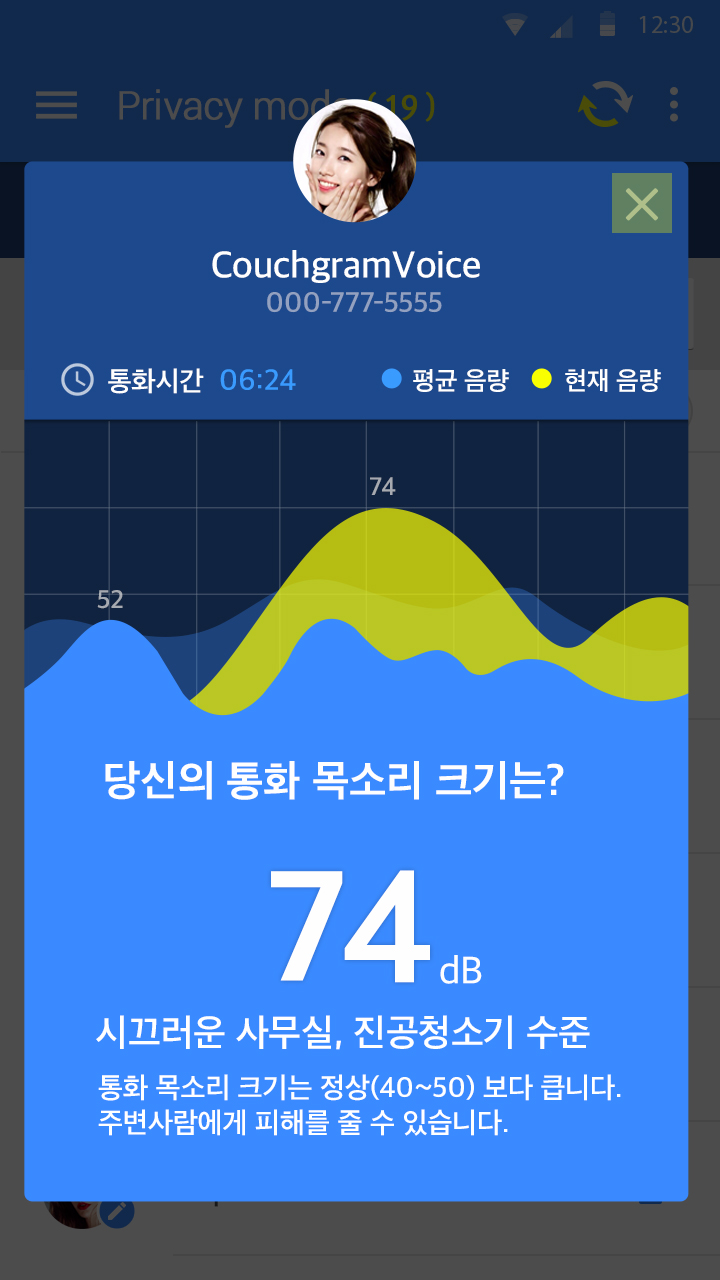 12:30
Privacy mode (19)
CouchgramVoice
000-777-5555
통화시간 06:24 평균 음량 현재 음량
74
52
당신의 통화 목소리 크기는?
74 dB
시끄러운 사무실, 진공청소기 수준
통화 목소리 크기는 정상(40~50) 보다 큽니다.
주변사람에게 피해를 줄 수 있습니다.